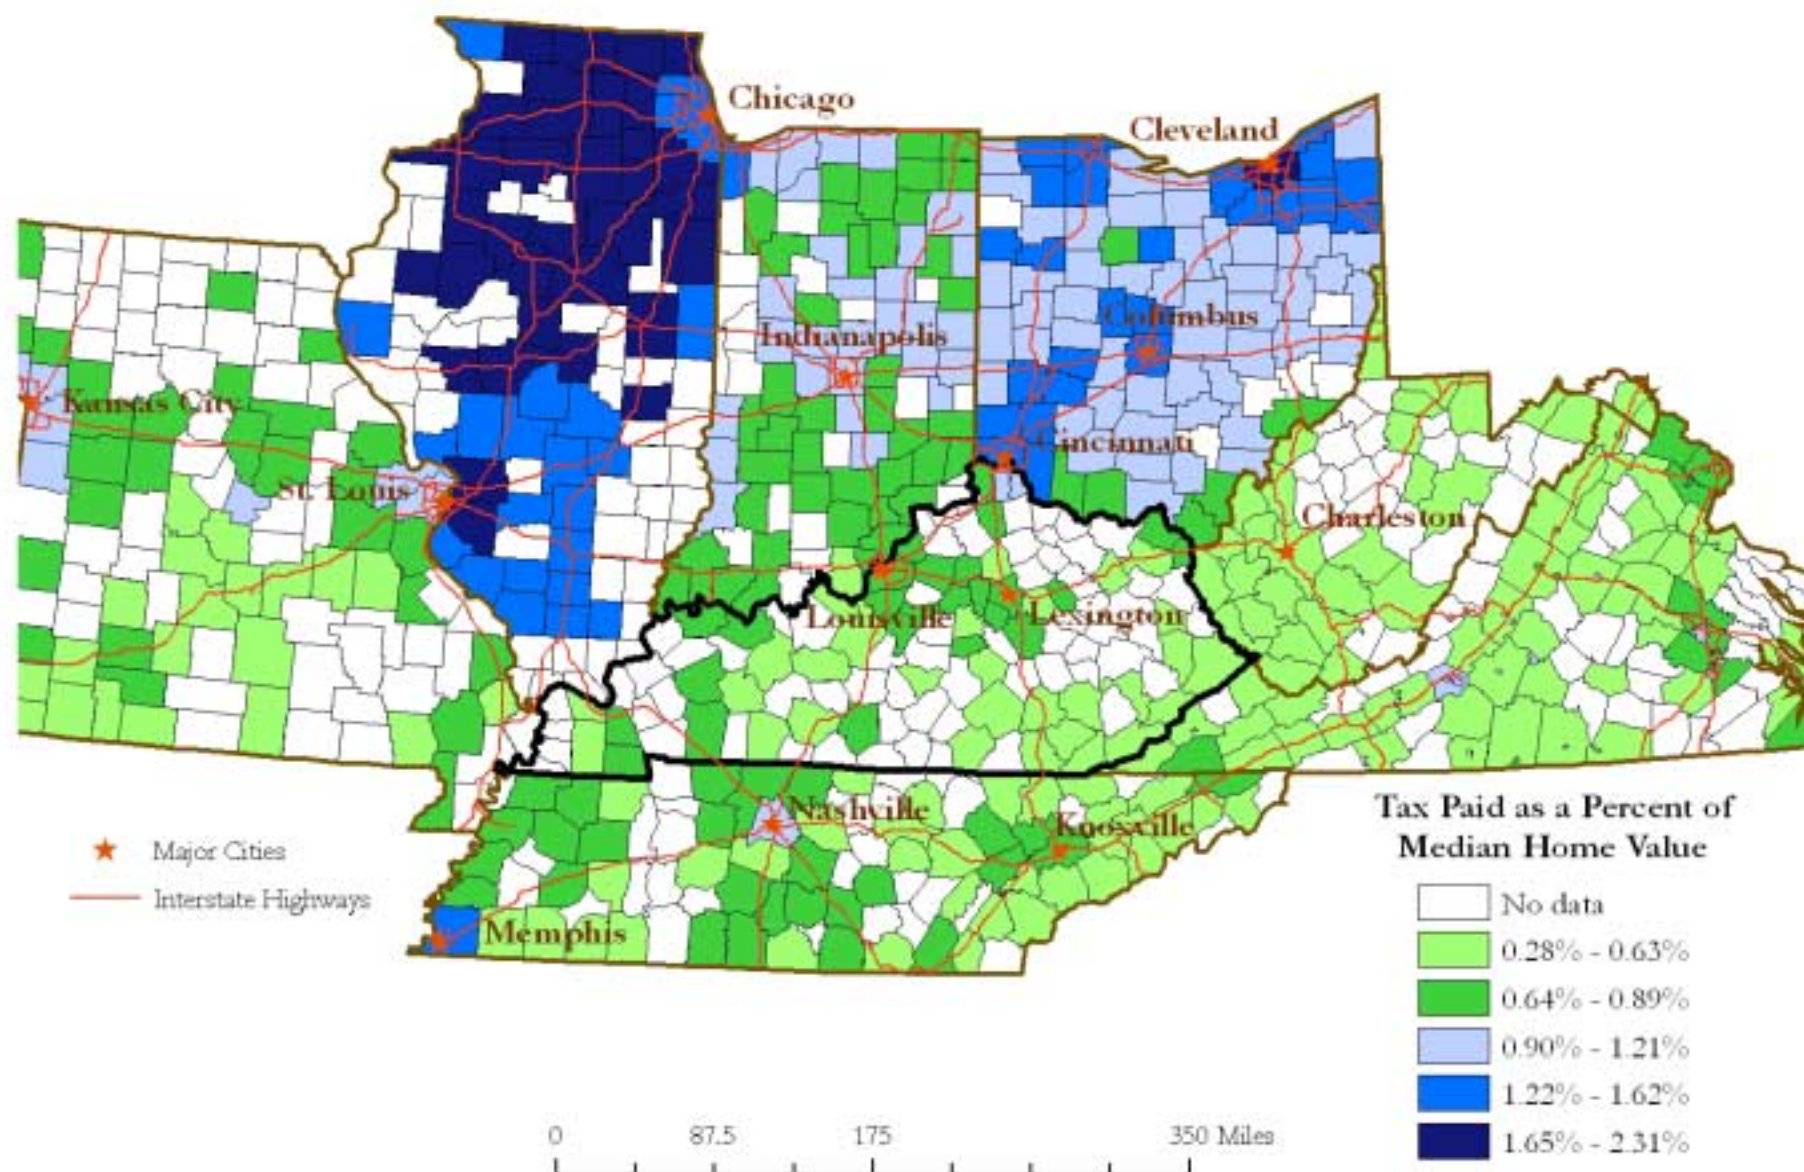 Chicago
Cleveland
Columbus
Indianapolis
Kansas City
Cincinnati
St. Louis
Charleston
Louisville
Lexington
Nashville
Knoxville
Memphis
Major Cities
Interstate Highways
Tax Paid as a Percent of
Median Home Value
No data
0.28% - 0.63%
0.64% - 0.89%
0.90% - 1.21%
1.22% - 1.62%
1.65% - 2.31%
0 87.5 175 350 Miles